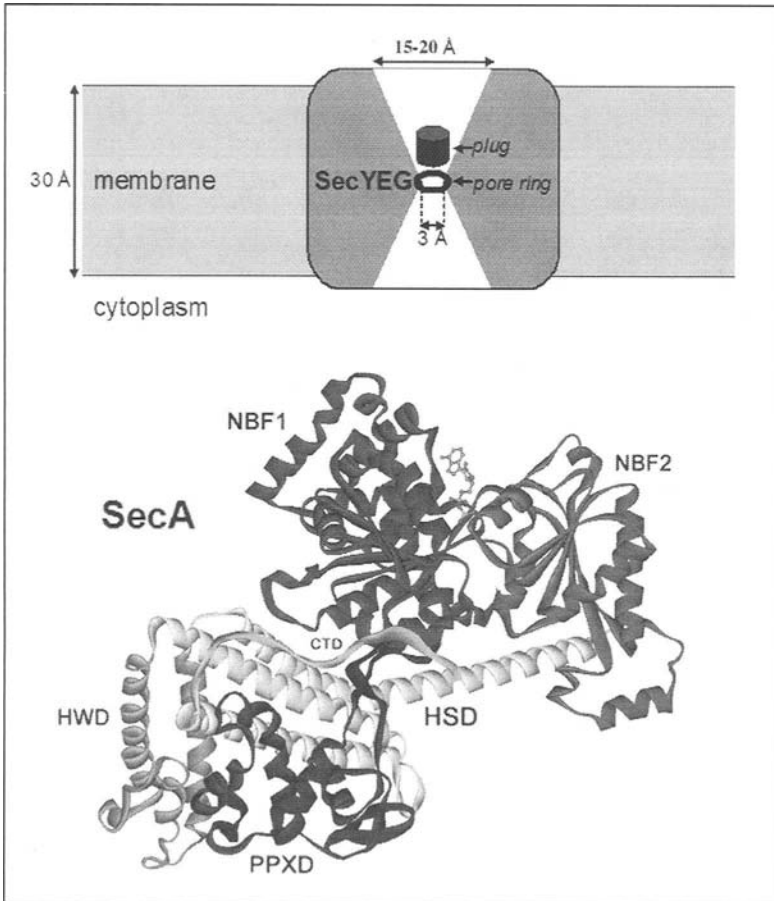 15-20 Å
plug
30 Å
membrane
SecYEG
pore ring
3 Å
cytoplasm
NBF1
NBF2
SecA
CTD
HWD
HSD
PPXD